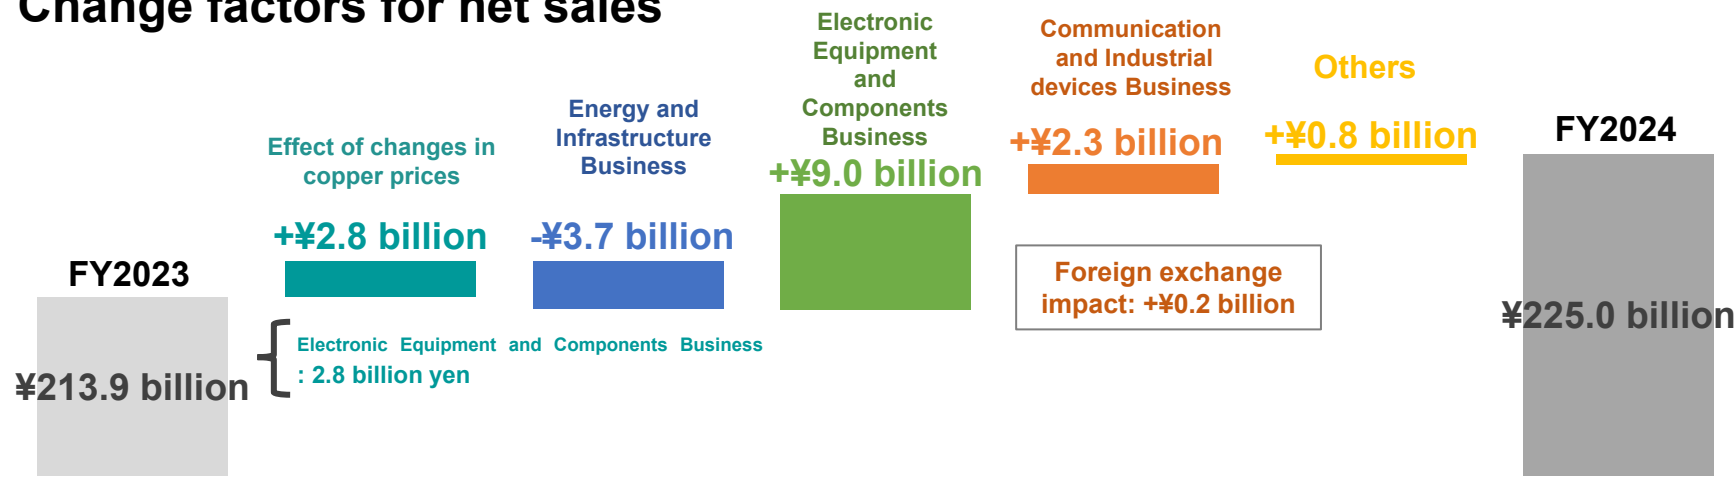 Change factors for net sales
FY2023
¥213.9 billion
Effect of changes in
copper prices
+¥2.8 billion
Electronic Equipment and Components Business
: 2.8 billion yen
Energy and
Infrastructure
Business
-¥3.7 billion
Electronic
Equipment
and
Components
Business
+¥9.0 billion
Communication
and Industrial
devices Business
+¥2.3 billion
Foreign exchange
impact: +¥0.2 billion
Others
+¥0.8 billion
FY2024
¥225.0 billion